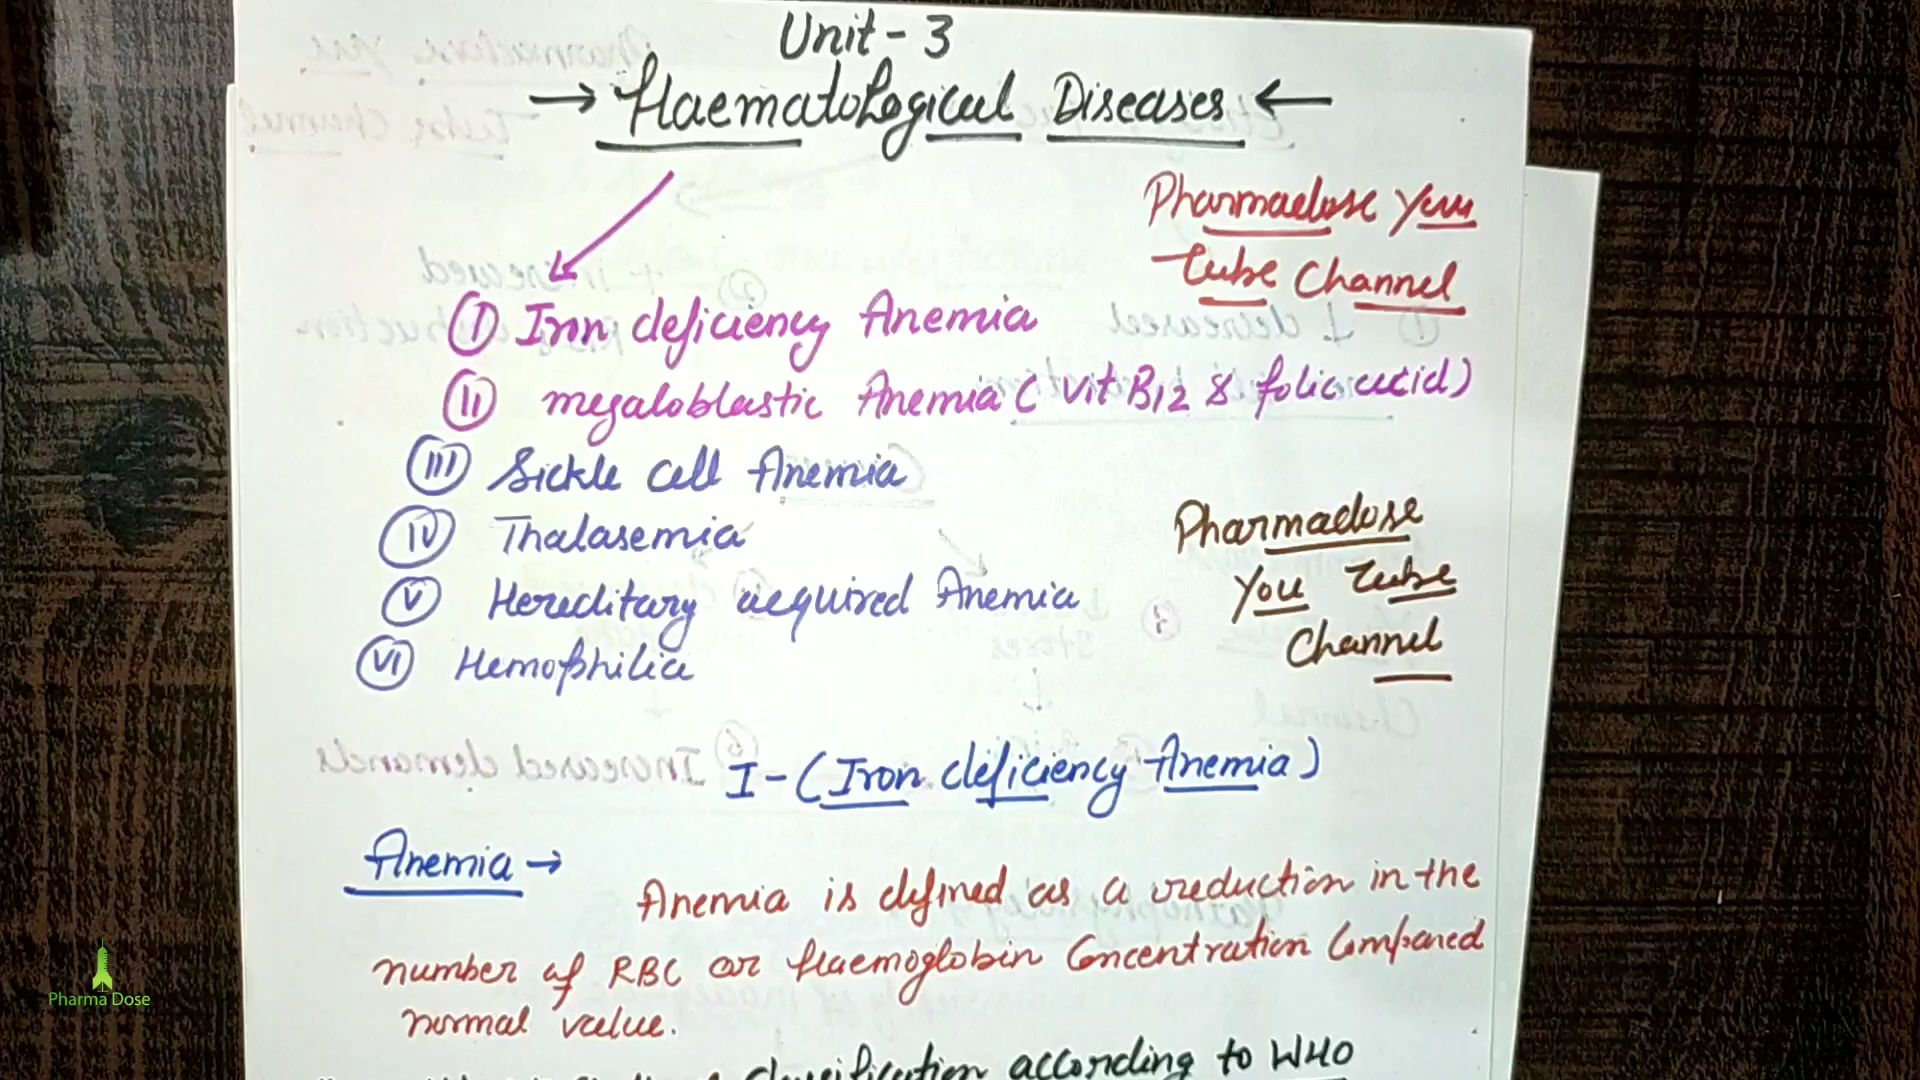 Unit-3
→ Haematological Diseases ←
Pharmadose You
Tube Channel
(I) Iron deficiency Anemia
(II) megaloblastic Anemia ( vit B12 & folic acid)
(III) Sickle cell Anemia
(IV) Thalasemia
(V) Hereditary acquired Anemia
(VI) Hemophilia
Pharmadose
You Tube
Channel
I-(Iron deficiency Anemia)
Anemia →
Anemia is defined as a reduction in the
number of RBC or Haemoglobin Concentration Compared
normal value.
classification according to WHO
Pharma Dose